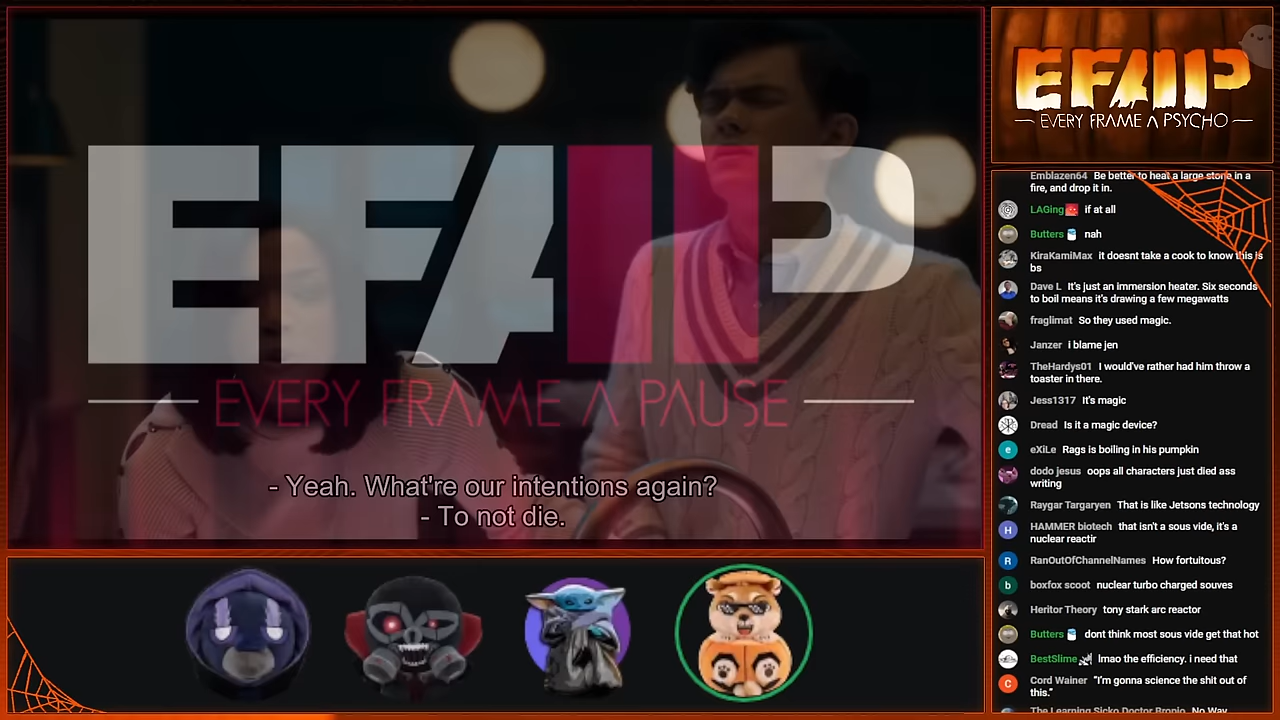 EFAP
EVERY FRAME A PAUSE
- Yeah. What're our intentions again?
- To not die.
EFAP
EVERY FRAME A PSYCHO
Emblazen64 Be better to heat a large stone in a
fire, and drop it in.
LAGing if at all
Butters nah
KiraKamiMax it doesnt take a cook to know this is
bs
Dave L It's just an immersion heater. Six seconds
to boil means it's drawing a few megawatts
fraglimat So they used magic.
Janzer i blame jen
TheHardys01 I would've rather had him throw a
toaster in there.
Jess1317 It's magic
Dread Is it a magic device?
e
eXiLe Rags is boiling in his pumpkin
dodo jesus oops all characters just died ass
writing
Raygar Targaryen That is like Jetsons technology
H
HAMMER biotech that isn't a sous vide, it's a
nuclear reactir
R
RanOutOfChannelNames How fortuitous?
b
boxfox scoot nuclear turbo charged souves
Heritor Theory tony stark arc reactor
Butters dont think most sous vide get that hot
BestSlime lmao the efficiency. i need that
C
Cord Wainer “I'm gonna science the shit out of
this.”
The Learning Sicko Doctor Bropio No Way